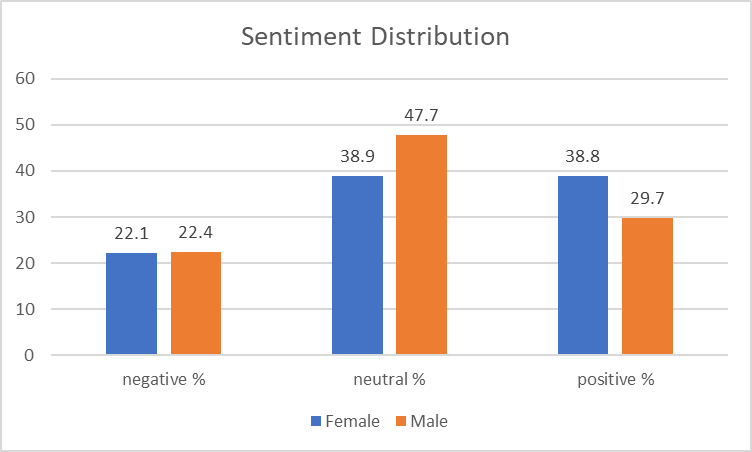 Sentiment Distribution
60
50
40
30
20
10
0
22.1
22.4
38.9
47.7
38.8
29.7
negative %
neutral %
positive %
Female
Male